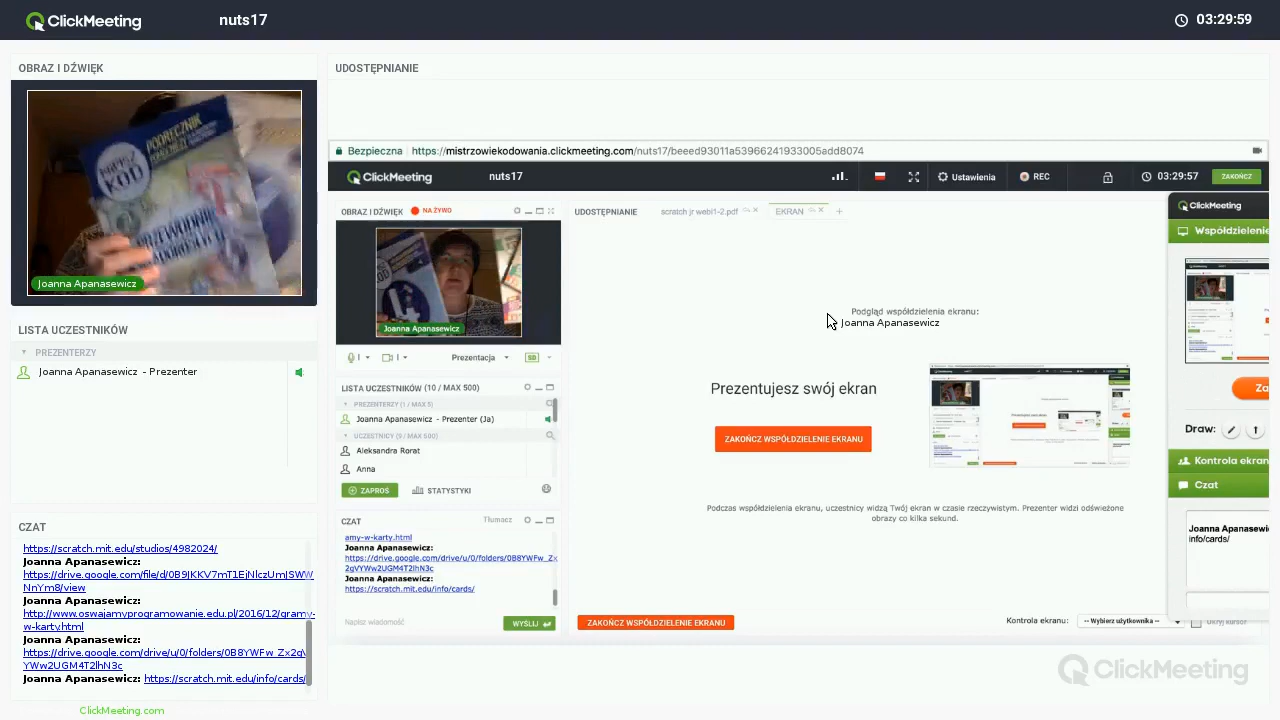 ClickMeeting
nuts17
03:29:59
OBRAZ I DŹWIĘK
PODRĘCZNIK
Joanna Apanasewicz
LISTA UCZESTNIKÓW
PREZENTERZY
Joanna Apanasewicz - Prezenter
CZAT
https://scratch.mit.edu/studios/4982024/
Joanna Apanasewicz:
https://drive.google.com/file/d/0B9JKKV7mT1EjNlczUmJSWW
NnYm8/view
Joanna Apanasewicz:
http://www.oswajamyprogramowanie.edu.pl/2016/12/gramy-
w-karty.html
Joanna Apanasewicz:
https://drive.google.com/drive/u/0/folders/0B8YWFw_Zx2gV
YWw2UGM4T2lhN3c
Joanna Apanasewicz: https://scratch.mit.edu/info/cards/
ClickMeeting.com
UDOSTĘPNIANIE
Bezpieczna https://mistrzowiekodowania.clickmeeting.com/nuts17/beeed93011a53966241933005add8074
ClickMeeting
nuts17
Ustawienia
REC
03:29:57
ZAKOŃCZ
OBRAZ I DŹWIĘK NA ŻYWO
Joanna Apanasewicz
Prezentacja
SD
LISTA UCZESTNIKÓW (10 / MAX 500)
PREZENTERZY (1 / MAX 5)
Joanna Apanasewicz - Prezenter (Ja)
UCZESTNICY (9 / MAX 500)
Aleksandra Rorat
Anna
ZAPROŚ
STATYSTYKI
CZAT
Tłumacz
amy-w-karty.html
Joanna Apanasewicz:
https://drive.google.com/drive/u/0/folders/0B8YWFw_Zx
2gVYWw2UGM4T2lhN3c
Joanna Apanasewicz:
https://scratch.mit.edu/info/cards/
Napisz wiadomość
WYŚLIJ
UDOSTĘPNIANIE
scratch jr webi1-2.pdf
EKRAN
Podgląd współdzielenia ekranu:
Joanna Apanasewicz
Prezentujesz swój ekran
ZAKOŃCZ WSPÓŁDZIELENIE EKRANU
Podczas współdzielenia ekranu, uczestnicy widzą Twój ekran w czasie rzeczywistym. Prezenter widzi odświeżone
obrazy co kilka sekund.
ZAKOŃCZ WSPÓŁDZIELENIE EKRANU
Kontrola ekranu:
-- Wybierz użytkownika --
Ukryj kursor
ClickMeeting
Współdzielenie
Za
Draw:
Kontrola ekran
Czat
Joanna Apanasewi
info/cards/
ClickMeeting